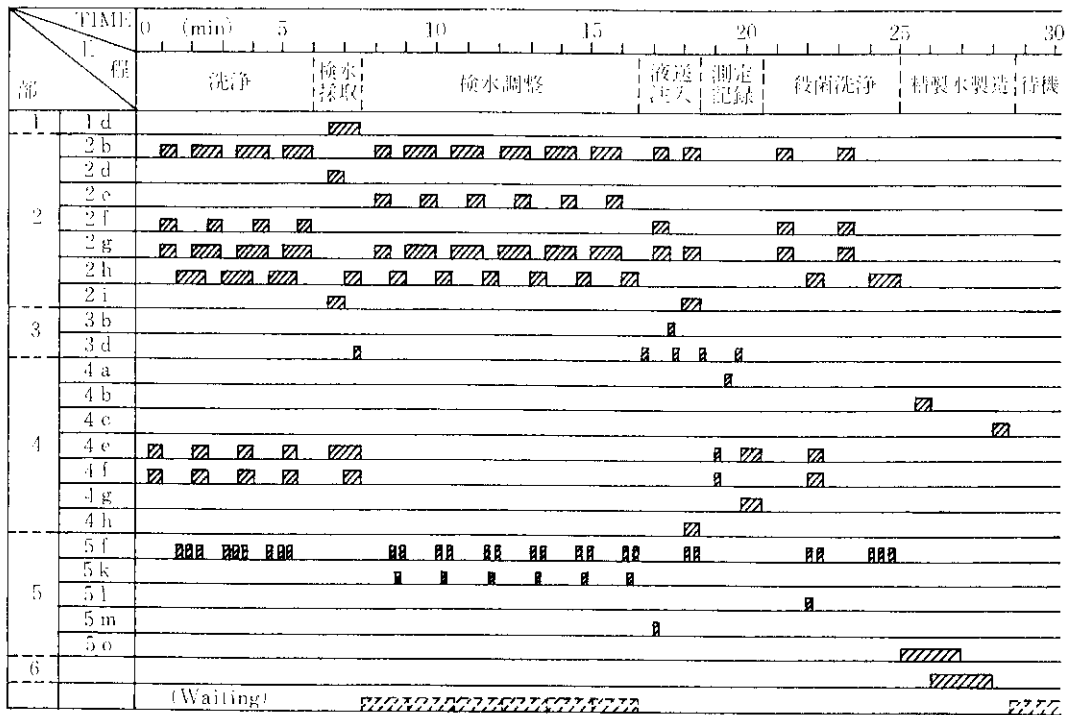 TIME 0 (min) 5 10 15 20 25 30
工程
部
洗浄 検水採取 検水調整 液送注入 測定記録 殺菌洗浄 精製水製造 待機
1 1d
2b
2d
2e
2 2f
2g
2h
2i
3b
3 3d
4a
4b
4c
4 4e
4f
4g
4h
5f
5k
5 5l
5m
5o
6
(Waiting)